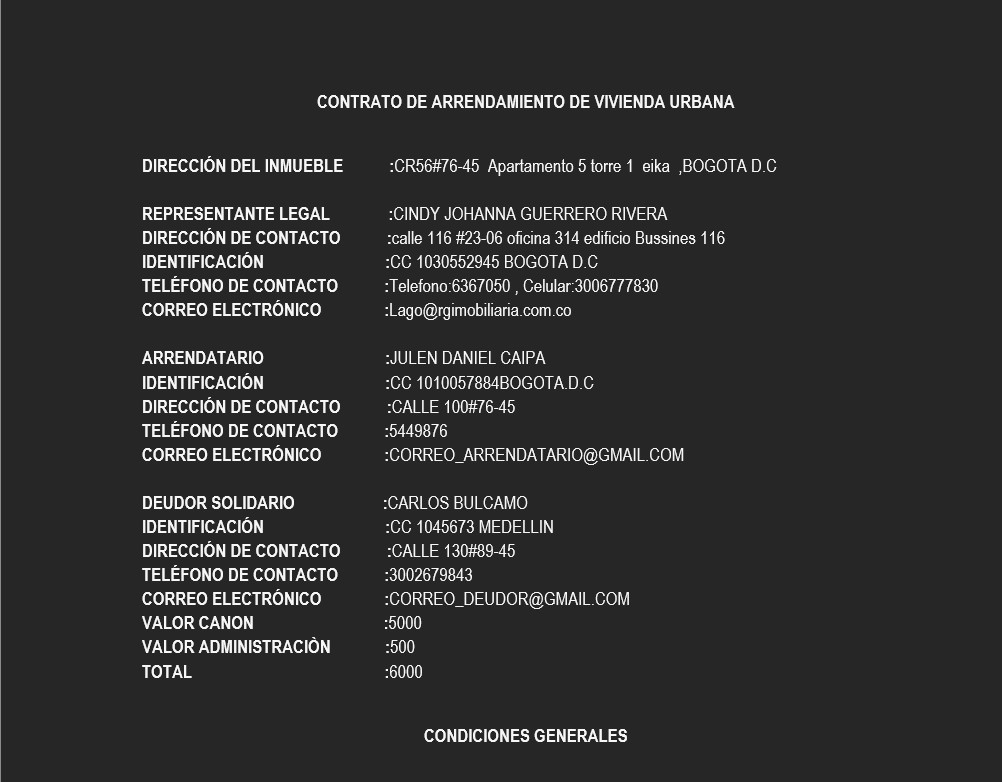 CONTRATO DE ARRENDAMIENTO DE VIVIENDA URBANA
DIRECCIÓN DEL INMUEBLE :CR56#76-45 Apartamento 5 torre 1 eika ,BOGOTA D.C
REPRESENTANTE LEGAL :CINDY JOHANNA GUERRERO RIVERA
DIRECCIÓN DE CONTACTO :calle 116 #23-06 oficina 314 edificio Bussines 116
IDENTIFICACIÓN :CC 1030552945 BOGOTA D.C
TELÉFONO DE CONTACTO :Telefono:6367050 , Celular:3006777830
CORREO ELECTRÓNICO :Lago@rgimobiliaria.com.co
ARRENDATARIO :JULEN DANIEL CAIPA
IDENTIFICACIÓN :CC 1010057884BOGOTA.D.C
DIRECCIÓN DE CONTACTO :CALLE 100#76-45
TELÉFONO DE CONTACTO :5449876
CORREO ELECTRÓNICO :CORREO_ARRENDATARIO@GMAIL.COM
DEUDOR SOLIDARIO :CARLOS BULCAMO
IDENTIFICACIÓN :CC 1045673 MEDELLIN
DIRECCIÓN DE CONTACTO :CALLE 130#89-45
TELÉFONO DE CONTACTO :3002679843
CORREO ELECTRÓNICO :CORREO_DEUDOR@GMAIL.COM
VALOR CANON :5000
VALOR ADMINISTRACIÒN :500
TOTAL :6000
CONDICIONES GENERALES